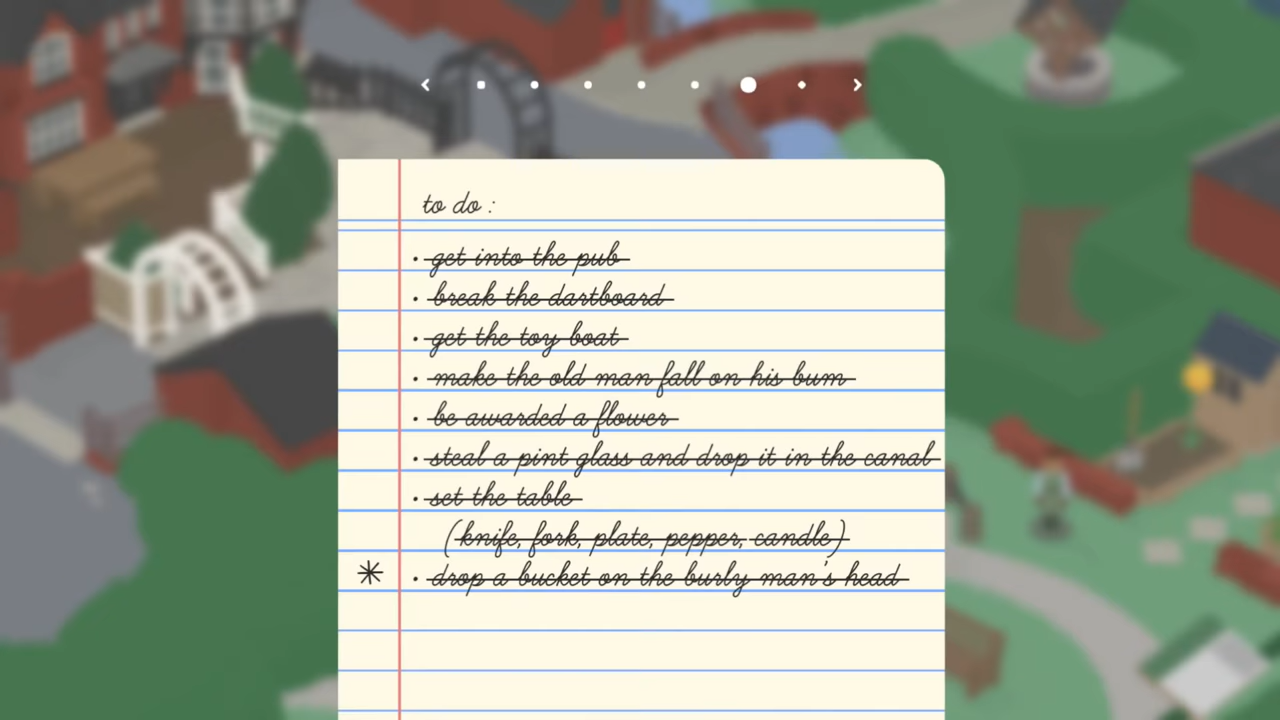 to do :
• get into the pub
• break the dartboard
• get the toy boat
• make the old man fall on his bum
• be awarded a flower
• steal a pint glass and drop it in the canal
• set the table
(knife, fork, plate, pepper, candle)
• drop a bucket on the burly man's head